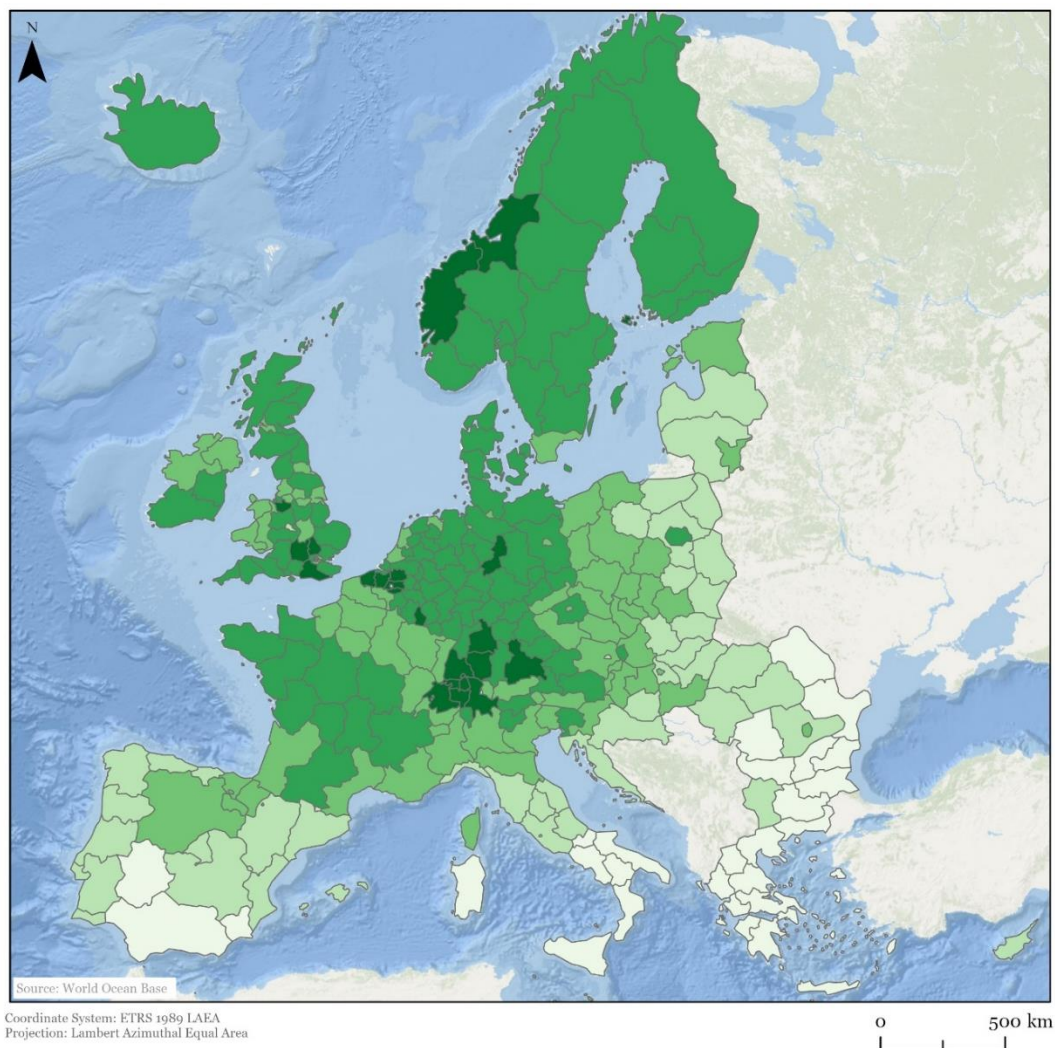 N
Source: World Ocean Base
Coordinate System: ETRS 1989 LAEA
Projection: Lambert Azimuthal Equal Area
0 500 km